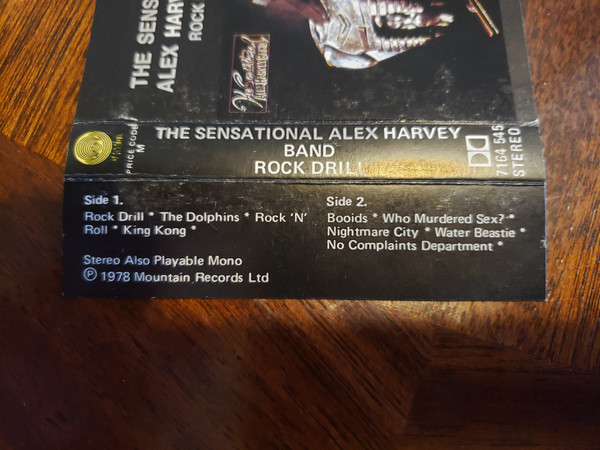 THE SENS
ALEX HARV
ROCK
PRICE CODE
M
THE SENSATIONAL ALEX HARVEY
BAND
ROCK DRILL
7164 545
STEREO
Side 1.
Rock Drill * The Dolphins * Rock 'N'
Roll * King Kong *
Stereo Also Playable Mono
Ⓟ 1978 Mountain Records Ltd
Side 2.
Booids * Who Murdered Sex? *
Nightmare City * Water Beastie *
No Complaints Department *